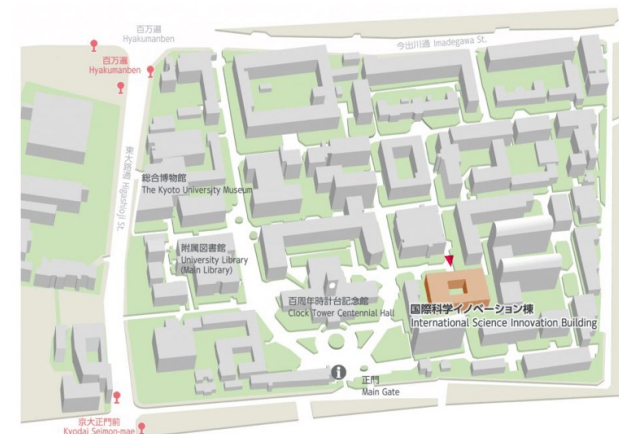 百万遍
Hyakumanben
百万遍
Hyakumanben
今出川通 Imadegawa St.
東大路通 Higashioji St.
総合博物館
The Kyoto University Museum
附属図書館
University Library
(Main Library)
百周年時計台記念館
Clock Tower Centennial Hall
国際科学イノベーション棟
International Science Innovation Building
i
正門
Main Gate
京大正門前
Kyodai Seimon-mae